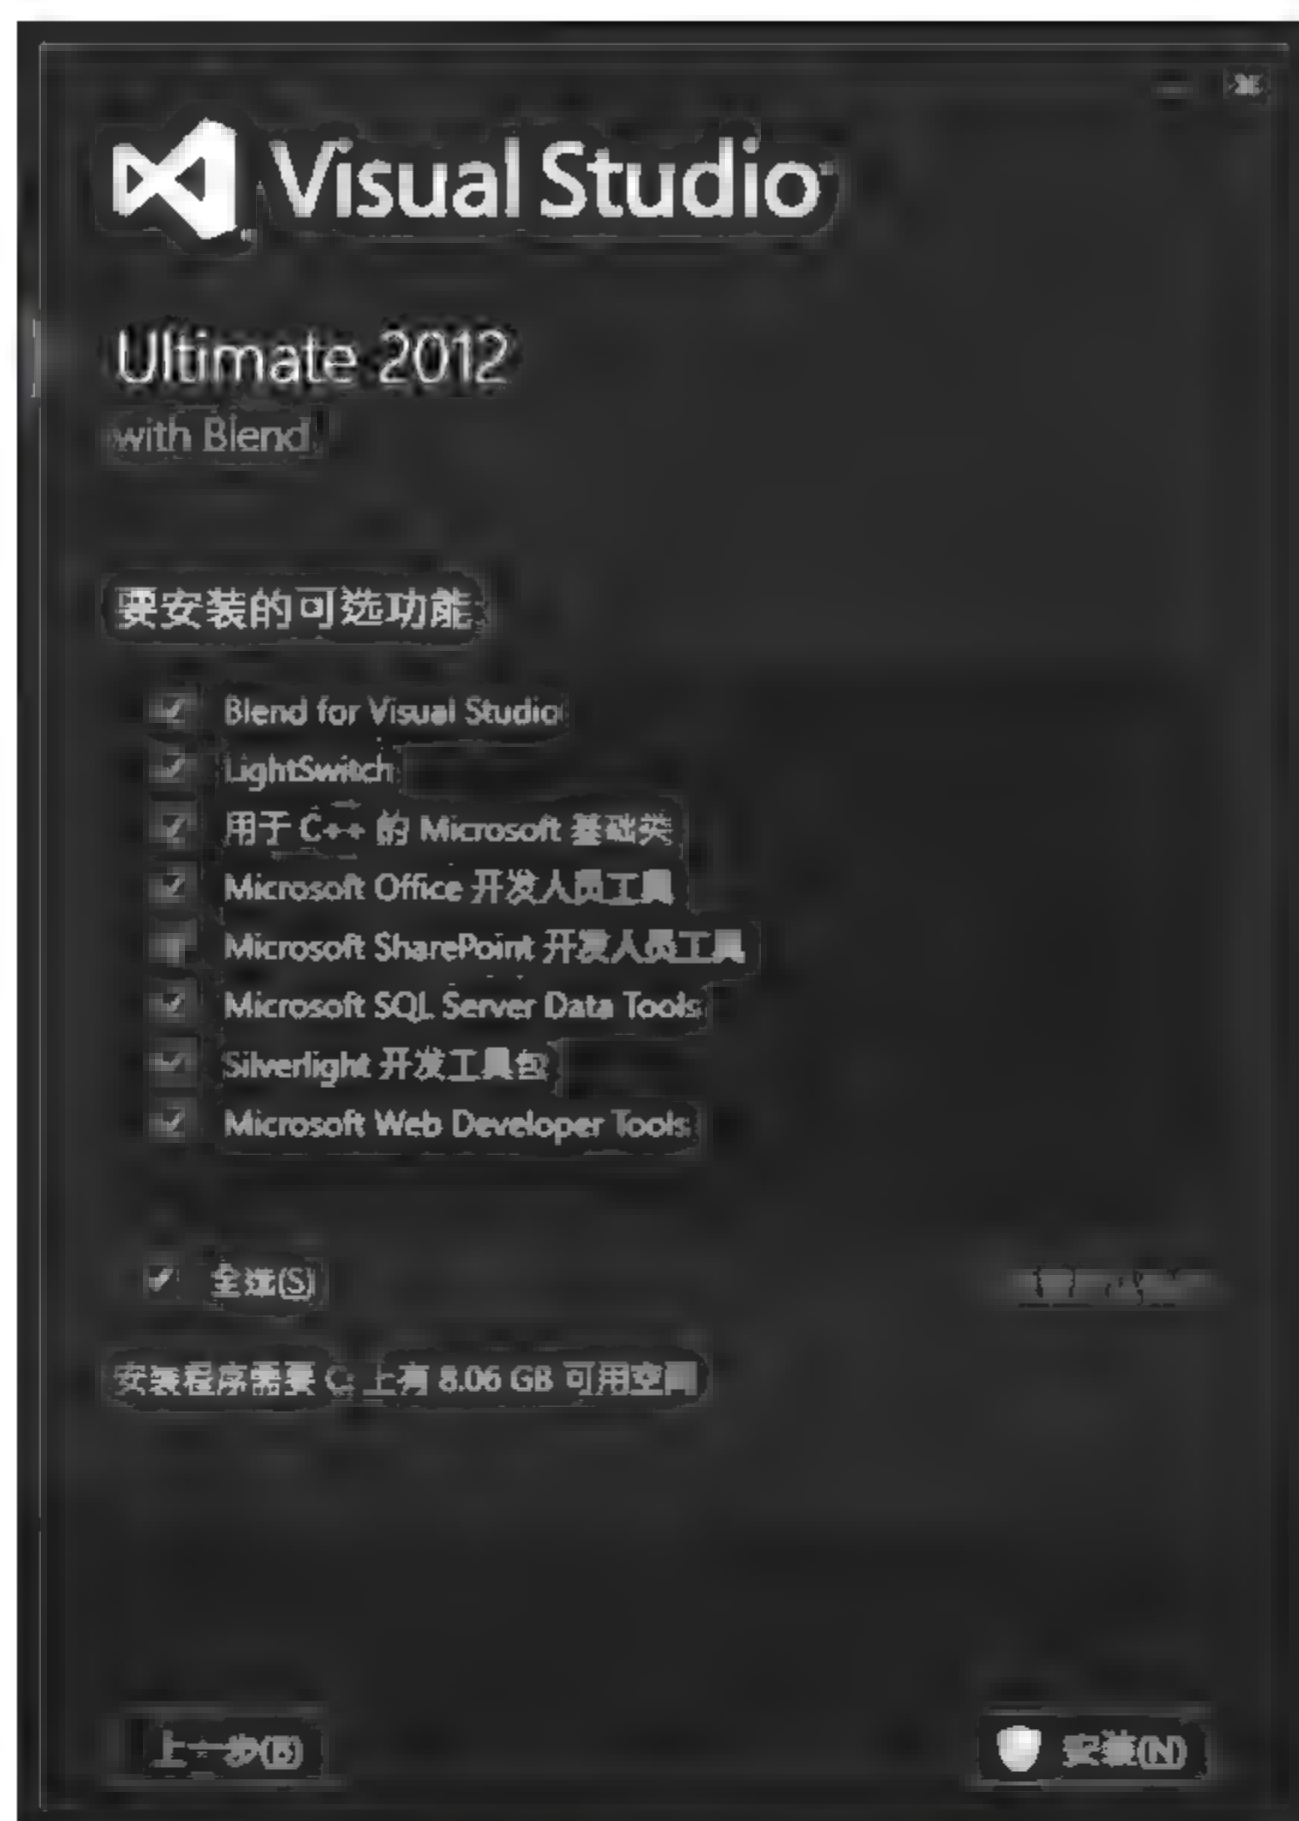 Visual Studio
Ultimate 2012
with Blend
要安装的可选功能
Blend for Visual Studio
LightSwitch
用于 C++ 的 Microsoft 基础类
Microsoft Office 开发人员工具
Microsoft SharePoint 开发人员工具
Microsoft SQL Server Data Tools
Silverlight 开发工具包
Microsoft Web Developer Tools
全选(S)
安装程序需要 C: 上有 8.06 GB 可用空间
上一步(B)
安装(N)